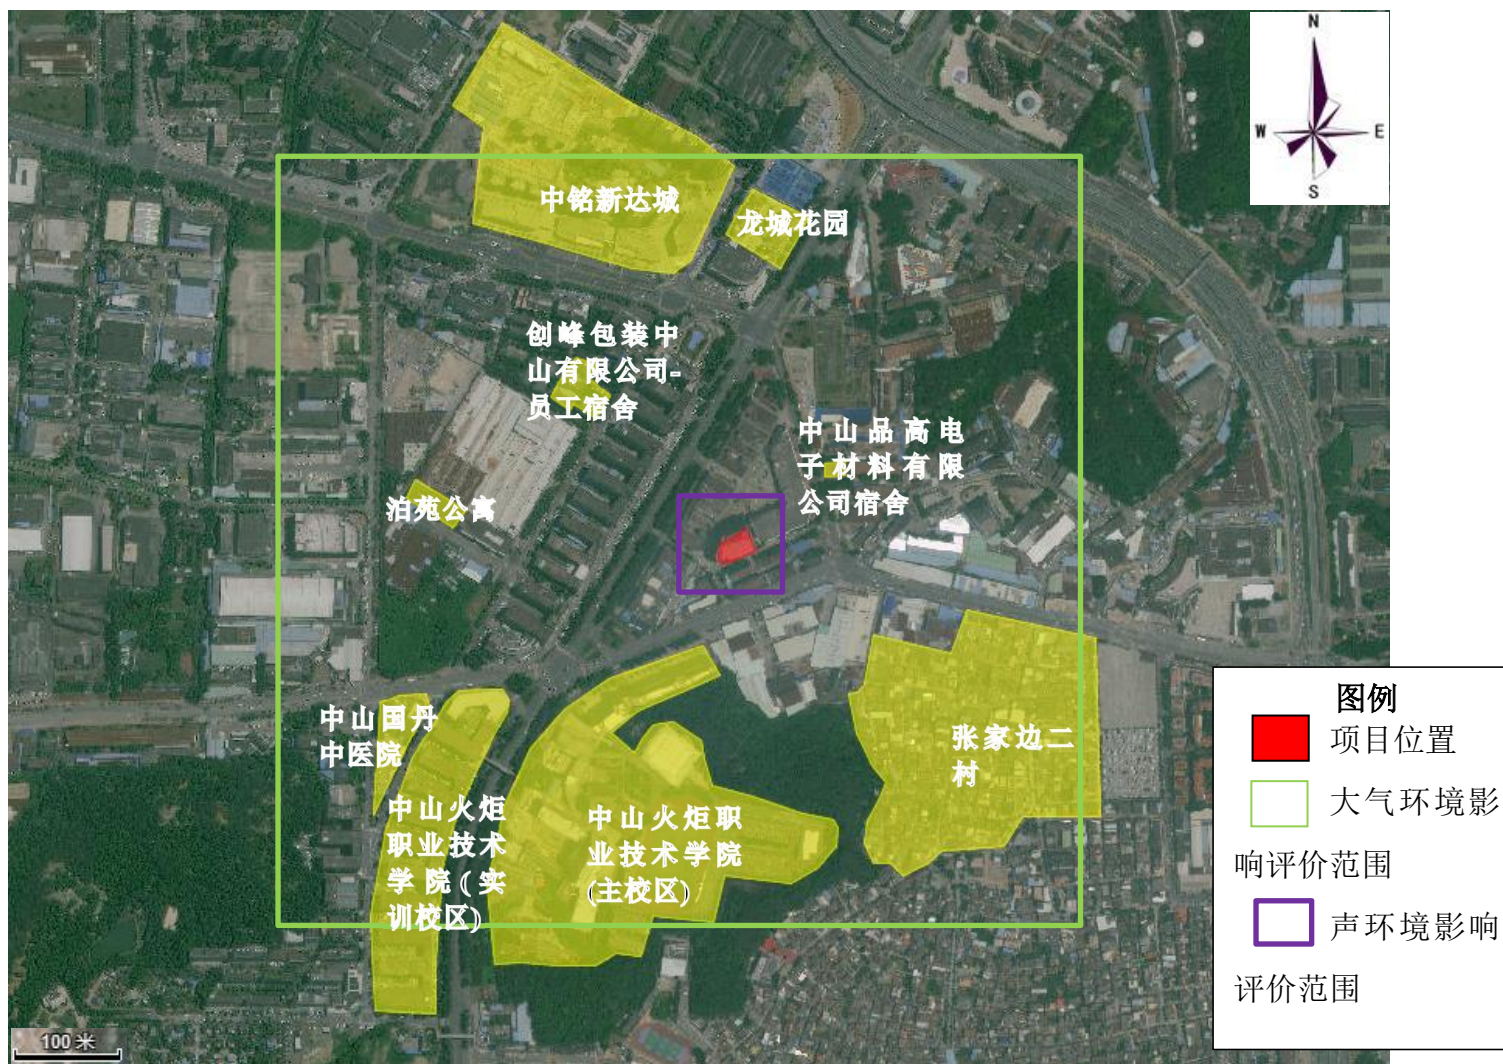 N
W
E
S
中铭新达城
龙城花园
创峰包装中
山有限公司-
员工宿舍
中山品高电
子材料有限
公司宿舍
泊苑公寓
中山国丹
中医院
张家边二
村
中山火炬
职业技术
学院（实
训校区）
中山火炬职
业技术学院
(主校区)
图例
项目位置
大气环境影
响评价范围
声环境影响
评价范围
100 米